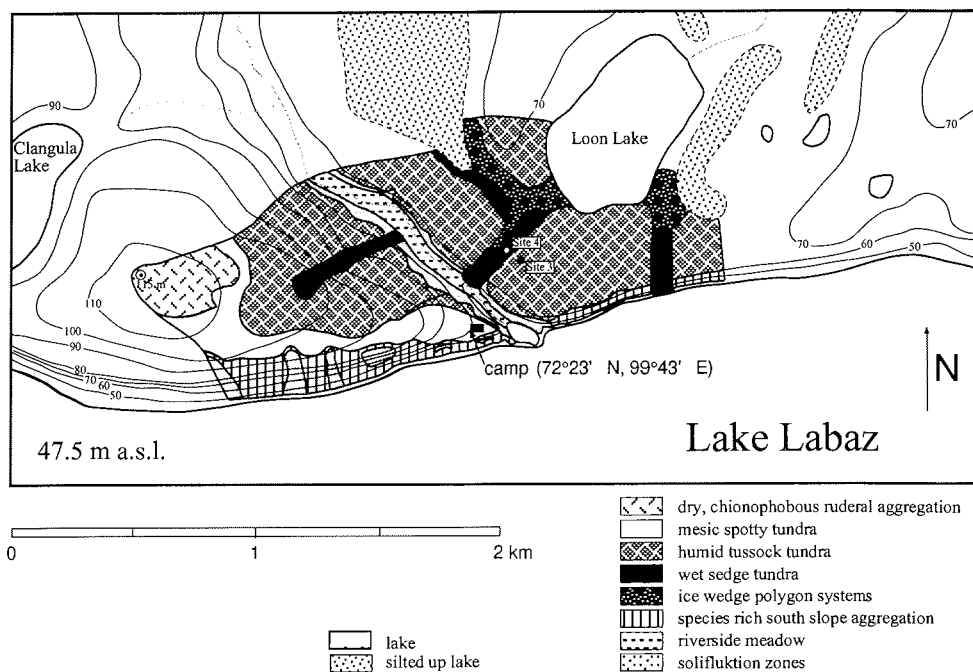 90
70
Loon Lake
70
Clangula
Lake
Site 4
Site 3
70
60
50
115 m
110
100
90
80
70
60
50
camp (72°23' N, 99°43' E)
N
47.5 m a.s.l.
Lake Labaz
0
1
2 km
dry, chionophobous ruderal aggregation
mesic spotty tundra
humid tussock tundra
wet sedge tundra
ice wedge polygon systems
species rich south slope aggregation
riverside meadow
solifluktion zones
lake
silted up lake